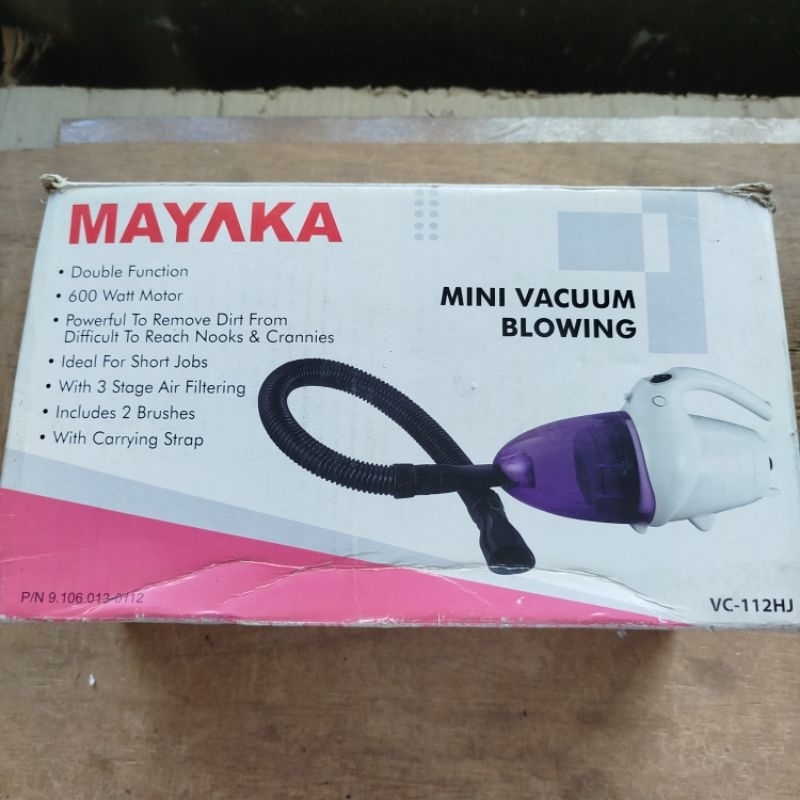 MAYAKA
• Double Function
• 600 Watt Motor
• Powerful To Remove Dirt From
Difficult To Reach Nooks & Crannies
• Ideal For Short Jobs
• With 3 Stage Air Filtering
• Includes 2 Brushes
• With Carrying Strap
MINI VACUUM
BLOWING
P/N 9.106.013-0112
VC-112HJ